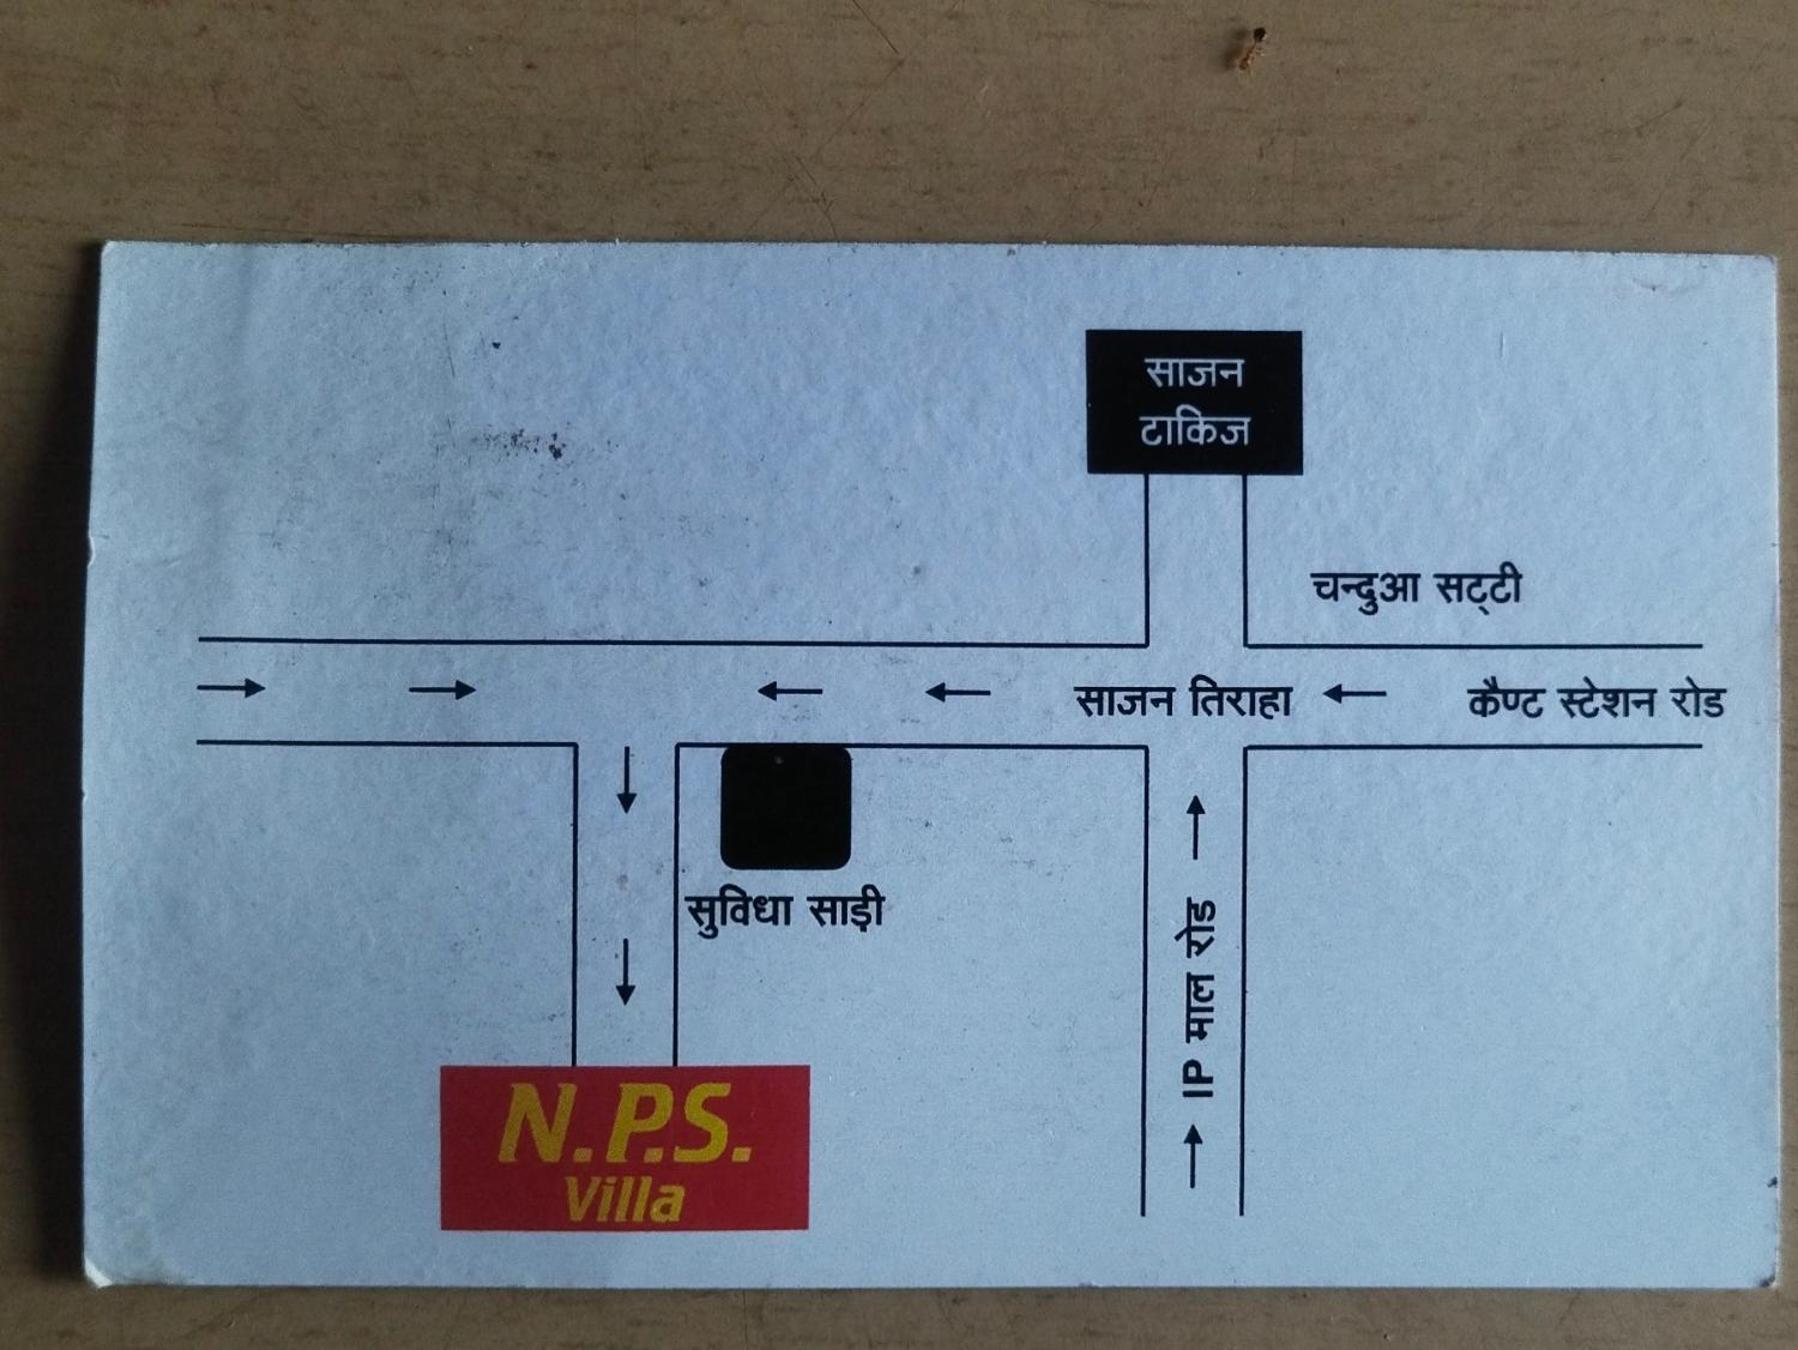 साजन
टाकिज
चन्दुआ सट्टी
साजन तिराहा
कैण्ट स्टेशन रोड
सुविधा साड़ी
IP माल रोड
N.P.S.
Villa